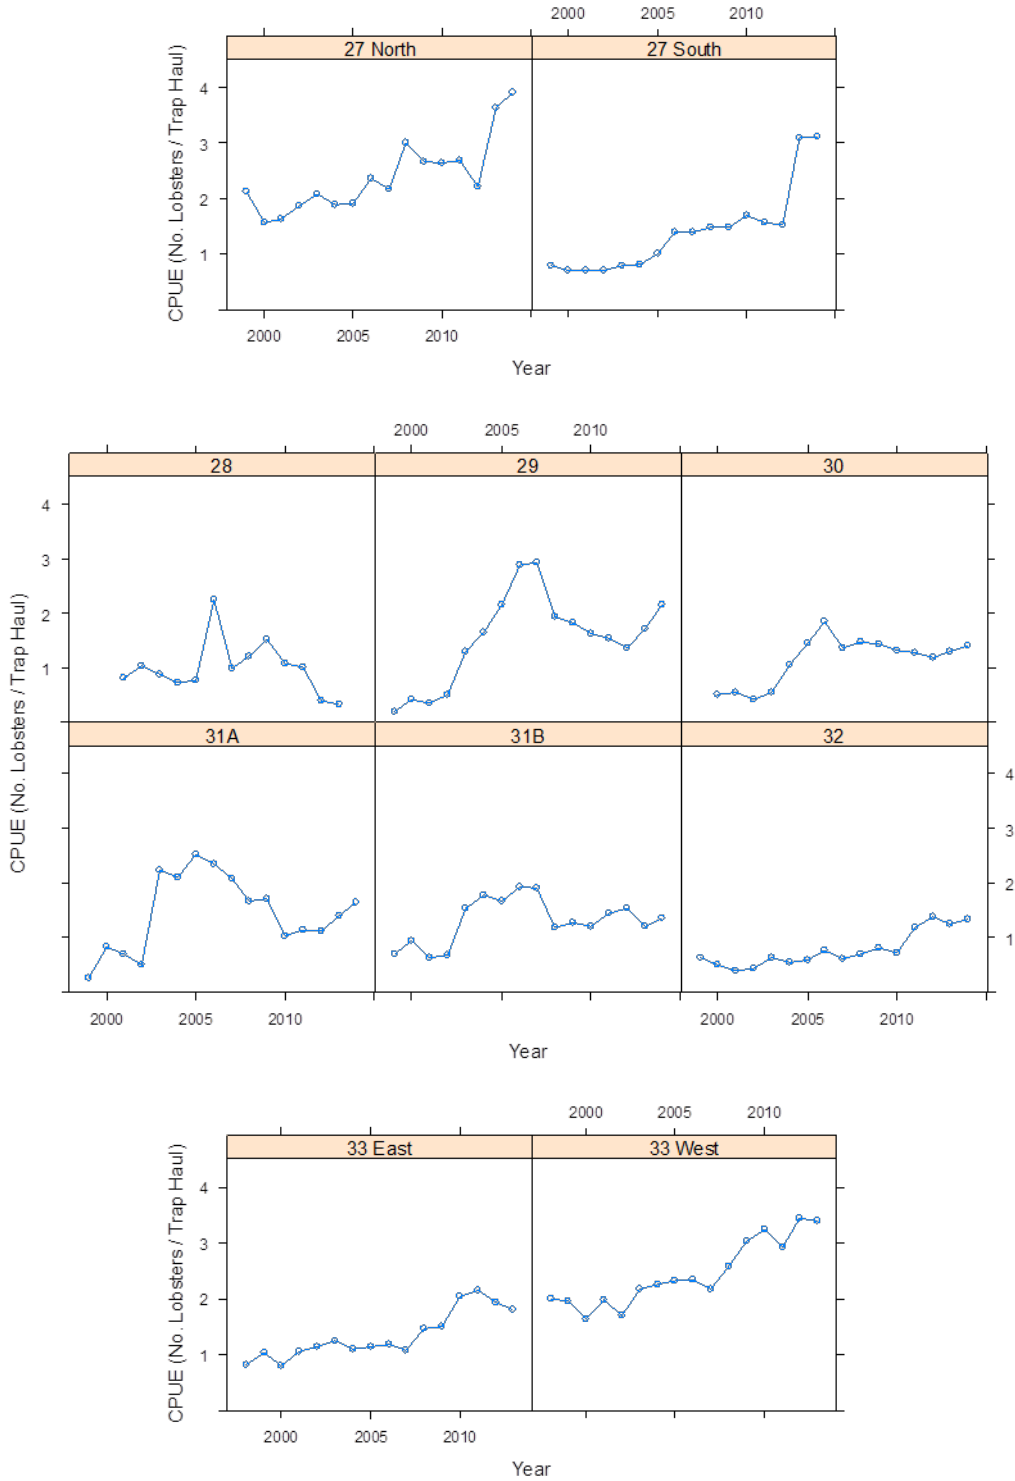 2000 2005 2010
27 North 27 South
CPUE (No. Lobsters / Trap Haul)
4
3
2
1
2000 2005 2010
Year
2000 2005 2010
28 29 30
CPUE (No. Lobsters / Trap Haul)
4
3
2
1
31A 31B 32
4
3
2
1
2000 2005 2010 2000 2005 2010
Year
2000 2005 2010
33 East 33 West
CPUE (No. Lobsters / Trap Haul)
4
3
2
1
2000 2005 2010
Year